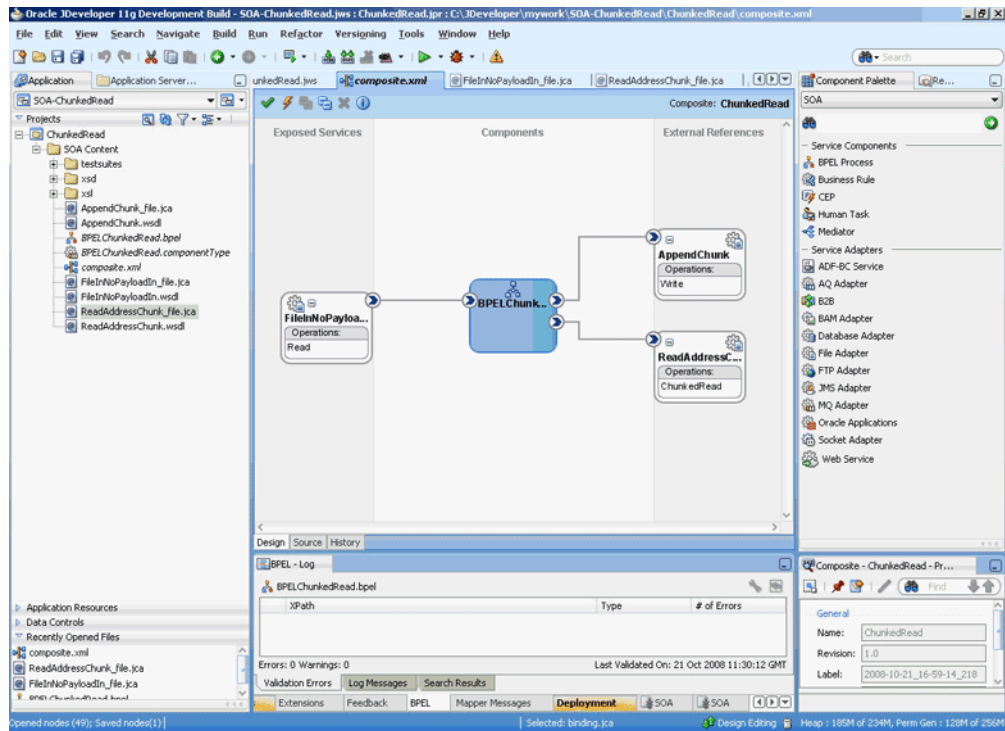 Oracle JDeveloper 11g Development Build - SOA-ChunkedRead.jws : ChunkedRead.jpr : C:\JDeveloper\mywork\SOA-ChunkedRead\ChunkedRead\composite.xml
File Edit View Search Navigate Build Run Refactor Versioning Tools Window Help
Search
Application
Application Server...
unkedRead.jws
composite.xml
FileInNoPayloadIn_file.jca
ReadAddressChunk_file.jca
Component Palette
Re...
SOA-ChunkedRead
Composite: ChunkedRead
SOA
Projects
ChunkedRead
SOA Content
testsuites
xsd
xsl
AppendChunk_file.jca
AppendChunk.wsdl
BPELChunkedRead.bpel
BPELChunkedRead.componentType
composite.xml
FileInNoPayloadIn_file.jca
FileInNoPayloadIn.wsdl
ReadAddressChunk_file.jca
ReadAddressChunk.wsdl
Exposed Services
Components
External References
FileInNoPayloa...
Operations:
Read
BPELChunk...
AppendChunk
Operations:
Write
ReadAddressC...
Operations:
ChunkedRead
Service Components
BPEL Process
Business Rule
CEP
Human Task
Mediator
Service Adapters
ADF-BC Service
AQ Adapter
B2B
BAM Adapter
Database Adapter
File Adapter
FTP Adapter
JMS Adapter
MQ Adapter
Oracle Applications
Socket Adapter
Web Service
Design Source History
BPEL - Log
BPELChunkedRead.bpel
XPath Type # of Errors
Errors: 0 Warnings: 0
Last Validated On: 21 Oct 2008 11:30:12 GMT
Validation Errors Log Messages Search Results
Extensions Feedback BPEL Mapper Messages Deployment SOA SOA
Application Resources
Data Controls
Recently Opened Files
composite.xml
ReadAddressChunk_file.jca
FileInNoPayloadIn_file.jca
BPELChunkedRead.bpel
Composite - ChunkedRead - Pr...
Find
General
Name: ChunkedRead
Revision: 1.0
Label: 2008-10-21_16-59-14_218
Opened nodes (49); Saved nodes(1)
Selected: binding.jca
Design Editing
Heap : 185M of 234M, Perm Gen : 128M of 256M